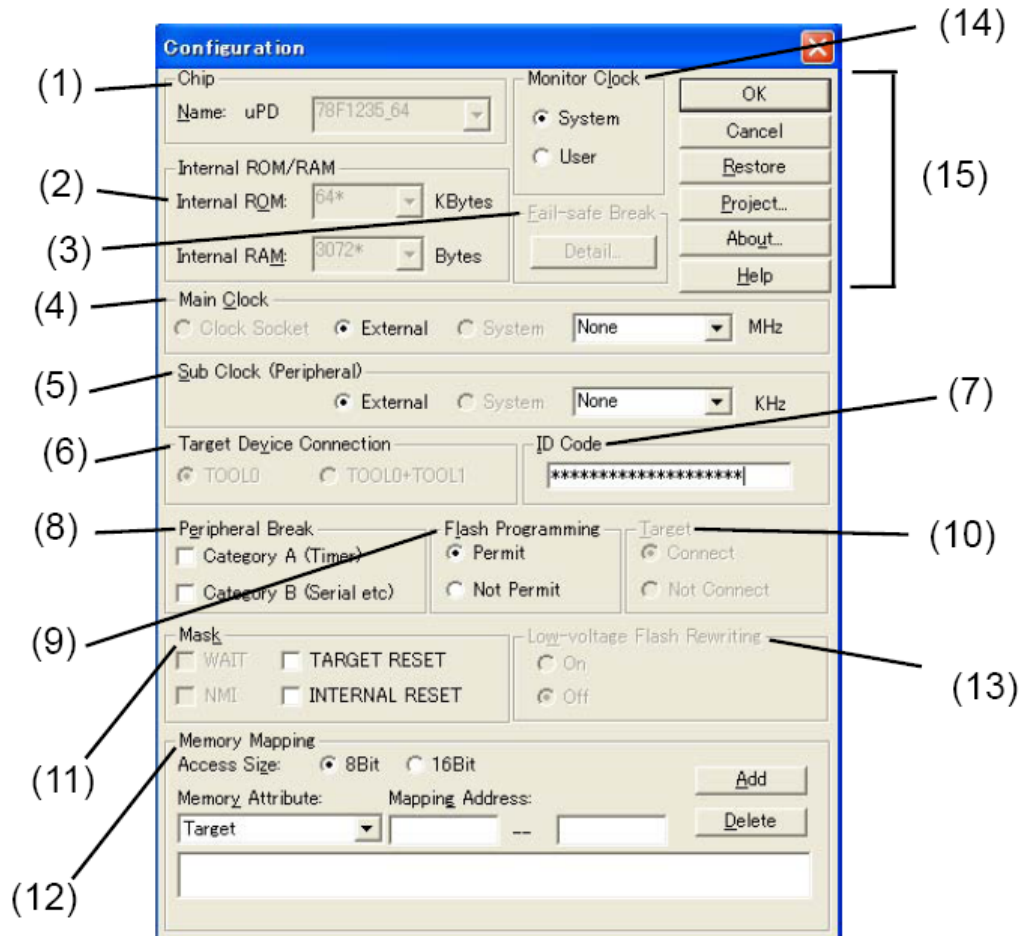 (14)
Configuration
(1)
Chip
Name: uPD 78F1235_64
Monitor Clock
System
User
OK
Cancel
Restore
Project...
About...
Help
(15)
(2)
Internal ROM/RAM
Internal ROM: 64* KBytes
Internal RAM: 3072* Bytes
(3)
Fail-safe Break
Detail...
(4)
Main Clock
Clock Socket External System None MHz
(5)
Sub Clock (Peripheral)
External System None KHz
(7)
(6)
Target Device Connection
TOOL0 TOOL0+TOOL1
ID Code
********************
(8)
Peripheral Break
Category A (Timer)
Category B (Serial etc)
Flash Programming
Permit
Not Permit
Target
Connect
Not Connect
(10)
(9)
Mask
WAIT TARGET RESET
NMI INTERNAL RESET
Low-voltage Flash Rewriting
On
Off
(13)
(11)
Memory Mapping
Access Size: 8Bit 16Bit
Memory Attribute: Mapping Address:
Target --
Add
Delete
(12)